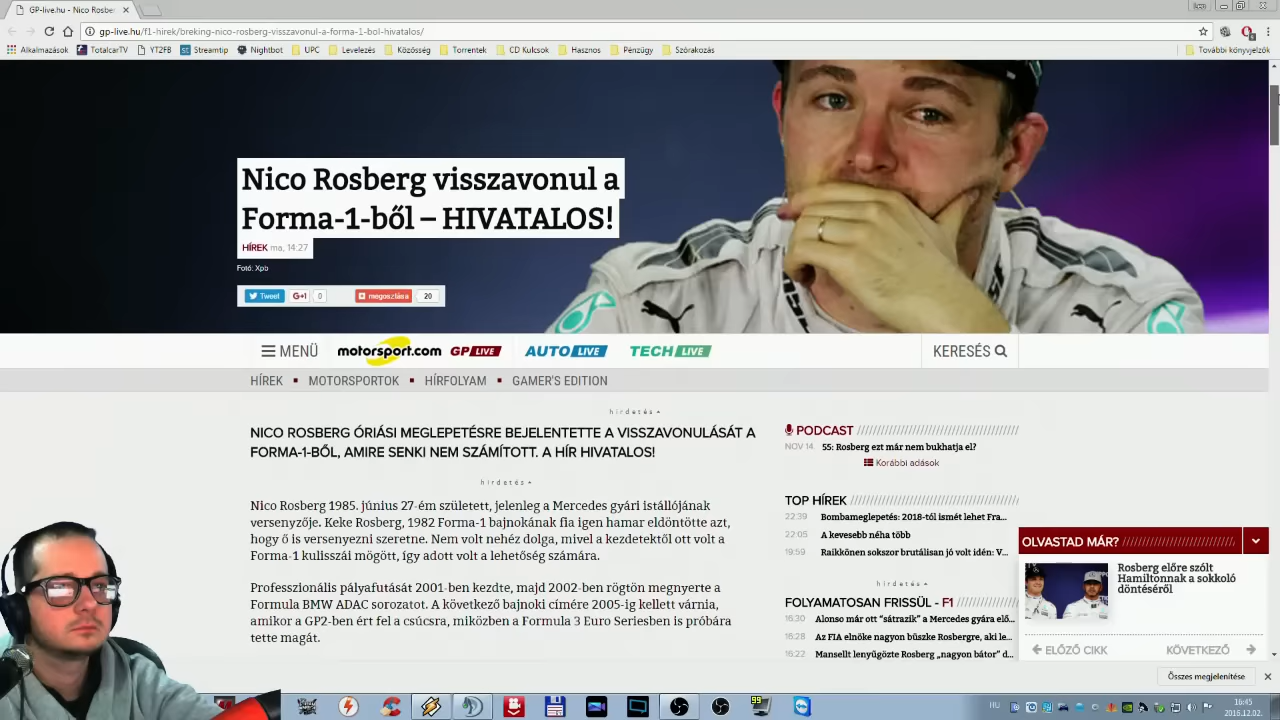 GP-live.hu - Nico Rosberg
gp-live.hu/f1-hirek/breking-nico-rosberg-visszavonul-a-forma-1-bol-hivatalos/
Alkalmazások TotalcarTV YT2FB Streamtip Nightbot UPC Levelezés Közösség Torrentek CD Kulcsok Hasznos Pénzügy Szórakozás További könyvjelzők
Nico Rosberg visszavonul a
Forma-1-ből – HIVATALOS!
HÍREK ma, 14:27
Fotó: Xpb
Tweet G+1 0 megosztása 20
MENÜ motorsport.com GP LIVE AUTO LIVE TECH LIVE KERESÉS
HÍREK MOTORSPORTOK HÍRFOLYAM GAMER'S EDITION
hirdetés
NICO ROSBERG ÓRIÁSI MEGLEPETÉSRE BEJELENTETTE A VISSZAVONULÁSÁT A
FORMA-1-BŐL, AMIRE SENKI NEM SZÁMÍTOTT. A HÍR HIVATALOS!
hirdetés
Nico Rosberg 1985. június 27-ém született, jelenleg a Mercedes gyári istállójának
versenyzője. Keke Rosberg, 1982 Forma-1 bajnokának fia igen hamar eldöntötte azt,
hogy ő is versenyezni szeretne. Nem volt nehéz dolga, mivel a kezdetektől ott volt a
Forma-1 kulisszái mögött, így adott volt a lehetőség számára.
Professzionális pályafutását 2001-ben kezdte, majd 2002-ben rögtön megnyerte a
Formula BMW ADAC sorozatot. A következő bajnoki címére 2005-ig kellett várnia,
amikor a GP2-ben ért fel a csúcsra, miközben a Formula 3 Euro Seriesben is próbára
tette magát.
PODCAST
NOV 14. 55: Rosberg ezt már nem bukhatja el?
Korábbi adások
TOP HÍREK
22:39 Bombameglepetés: 2018-tól ismét lehet Fra...
22:05 A kevesebb néha több
19:59 Raikkönen sokszor brutálisan jó volt idén: V...
hirdetés
FOLYAMATOSAN FRISSÜL - F1
16:30 Alonso már ott "sátrazik" a Mercedes gyára elő...
16:28 Az FIA elnöke nagyon büszke Rosbergre, aki le...
16:22 Mansellt lenyűgözte Rosberg „nagyon bátor" d...
OLVASTAD MÁR?
Rosberg előre szólt
Hamiltonnak a sokkoló
döntéséről
ELŐZŐ CIKK KÖVETKEZŐ
Összes megjelenítése
HU
16:45
2016.12.02.